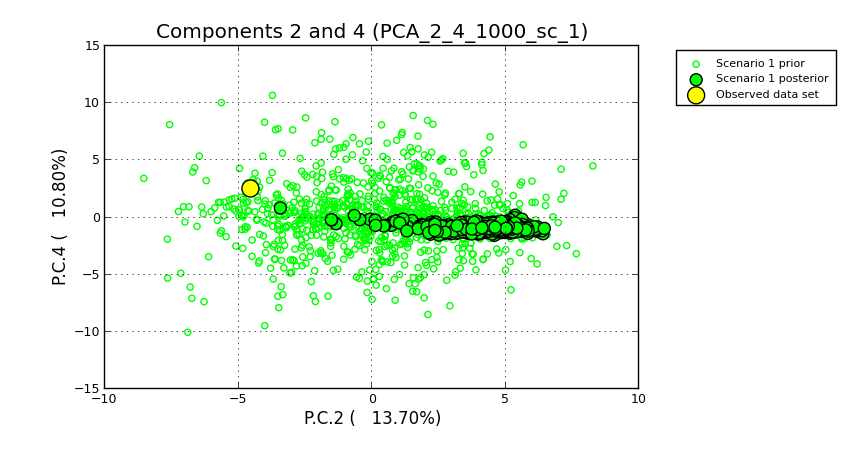 Components 2 and 4 (PCA_2_4_1000_sc_1)
15
10
5
0
−5
−10
−15
−10
−5
0
5
10
P.C.4 (   10.80%)
P.C.2 (   13.70%)
Scenario 1 prior
Scenario 1 posterior
Observed data set